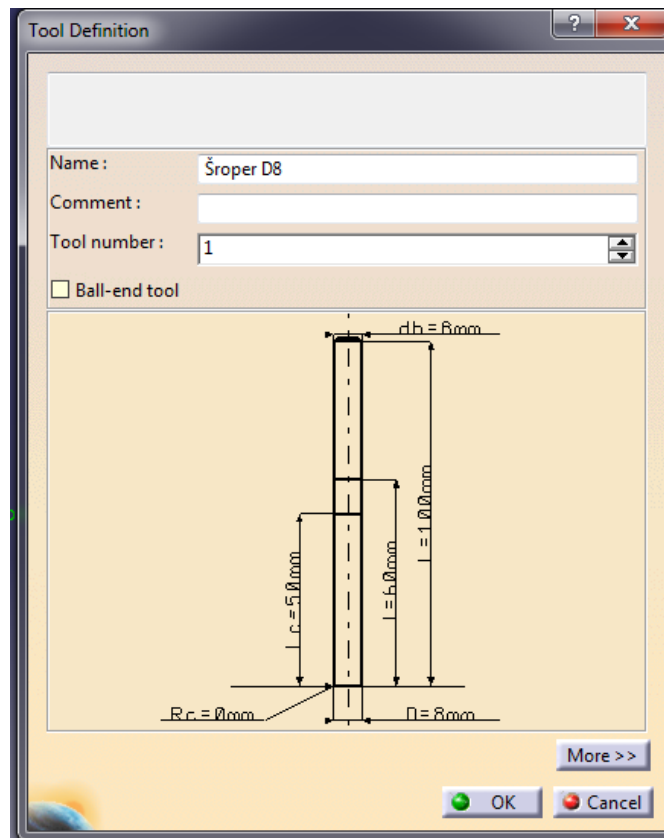 Tool Definition
Name :
Šroper D8
Comment :
Tool number :
1
Ball-end tool
db=8mm
L=100mm
l=60mm
Lc=50mm
Rc=0mm
D=8mm
More >>
OK
Cancel